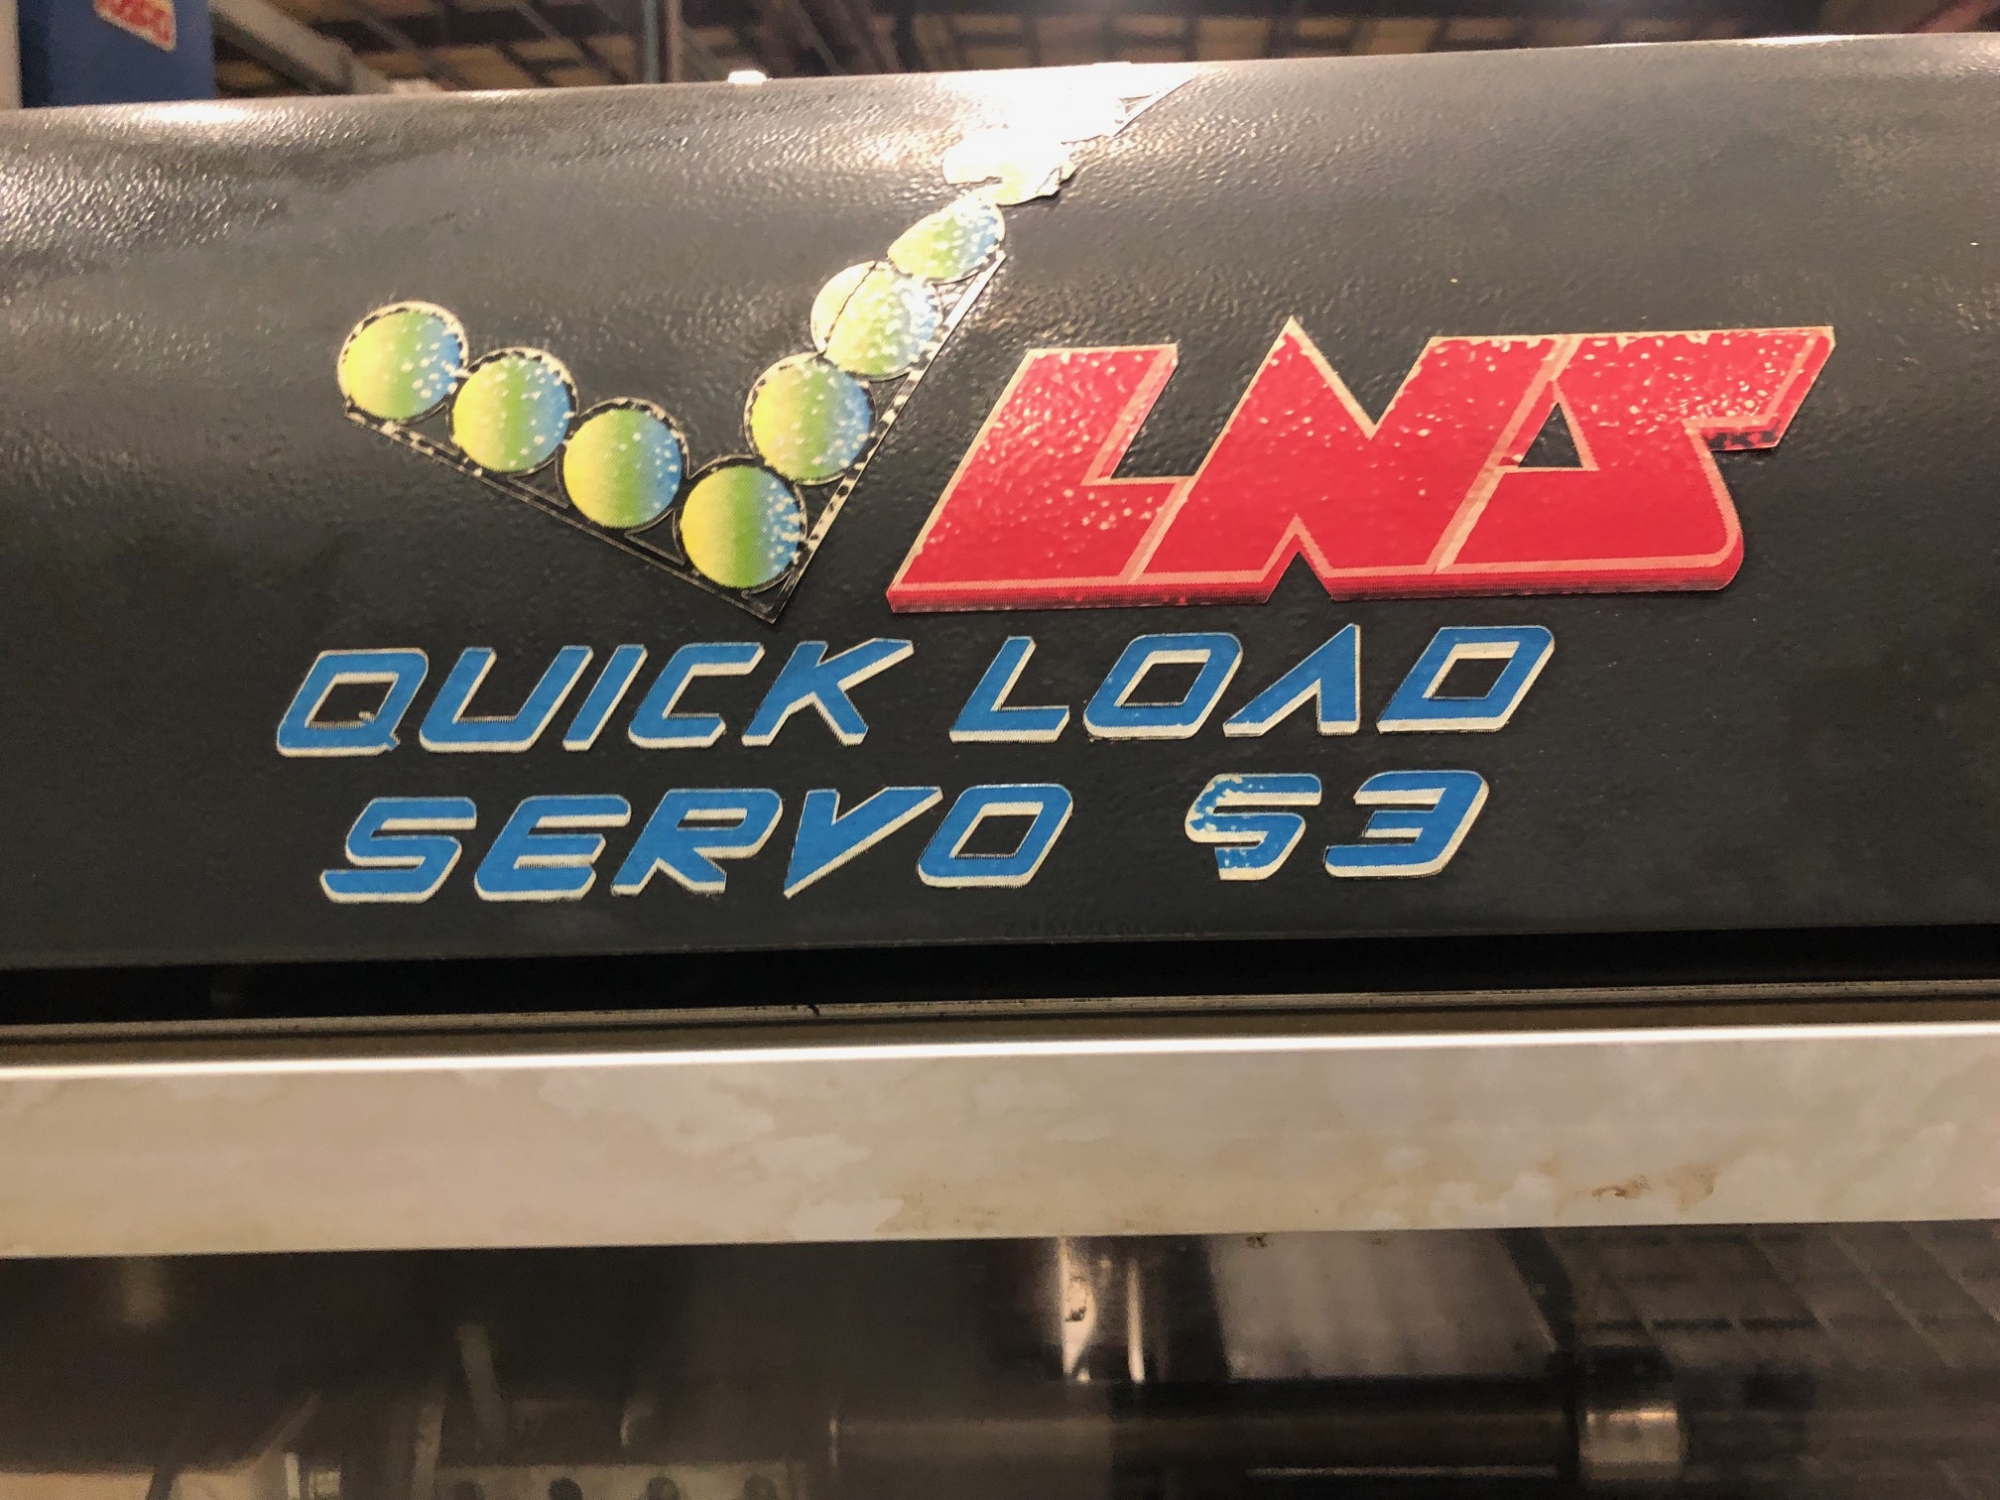 LNS
QUICK LOAD
SERVO S3